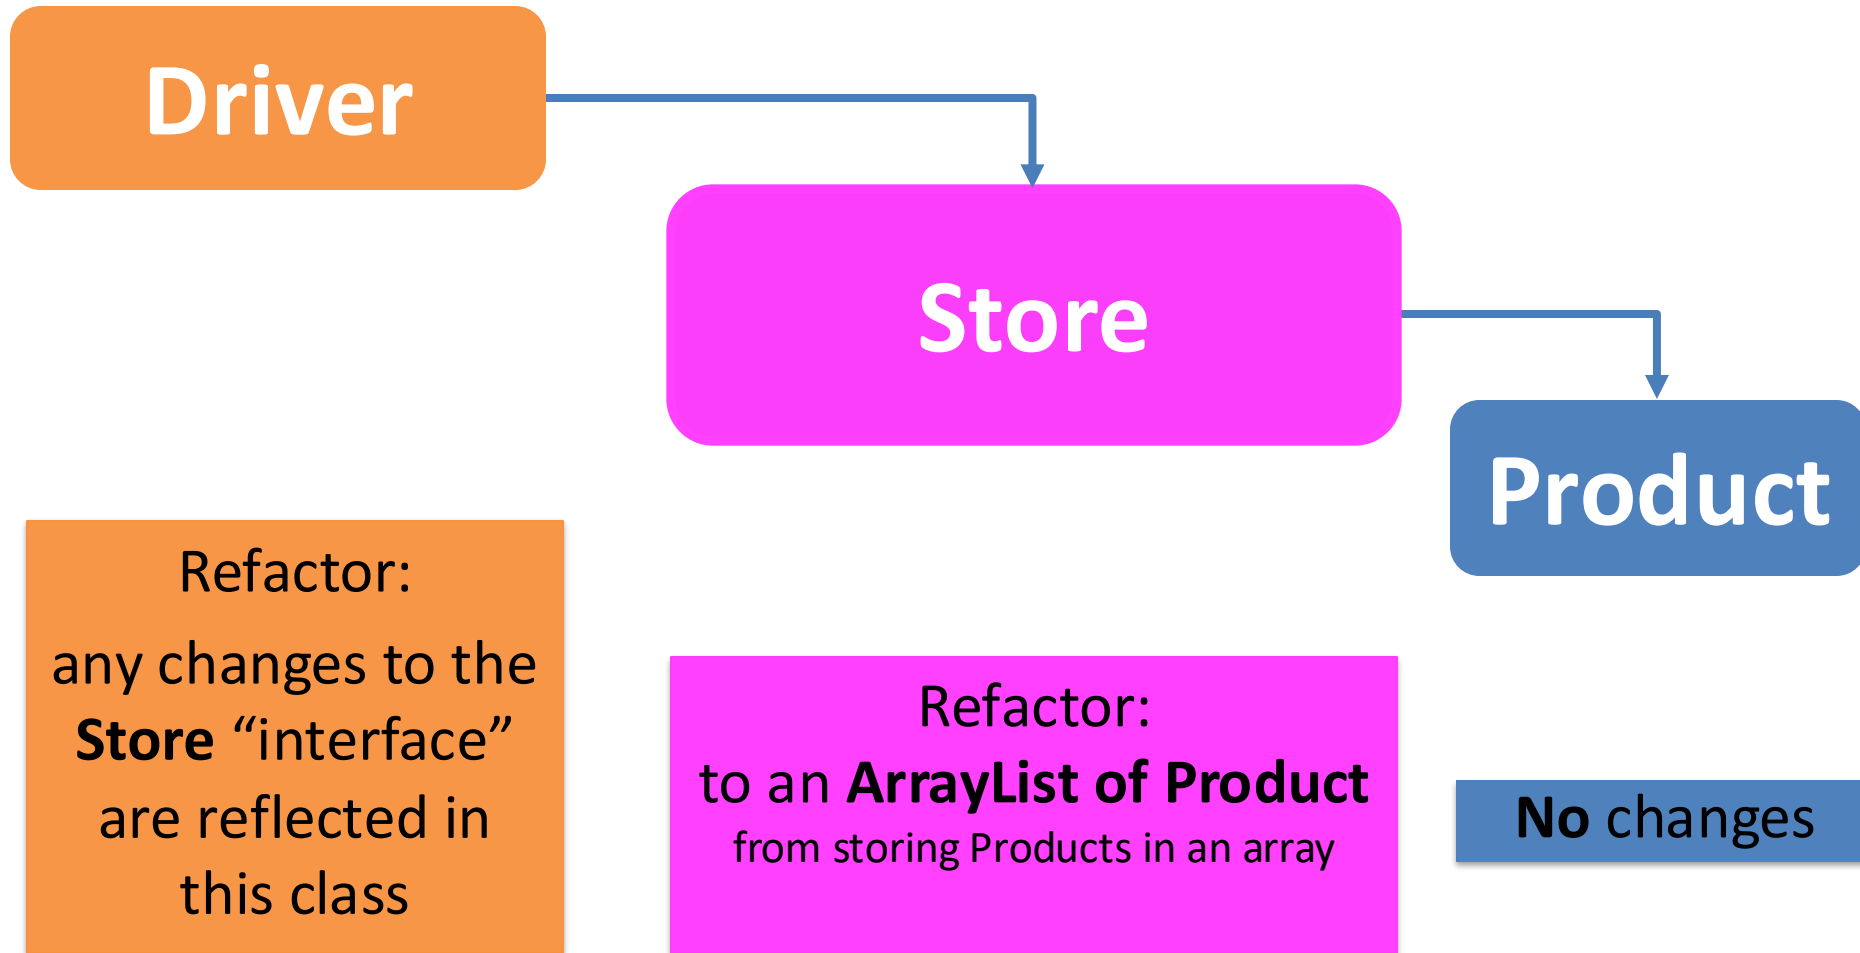 Driver
Store
Product
Refactor:
any changes to the
Store “interface”
are reflected in
this class
Refactor:
to an ArrayList of Product
from storing Products in an array
No changes